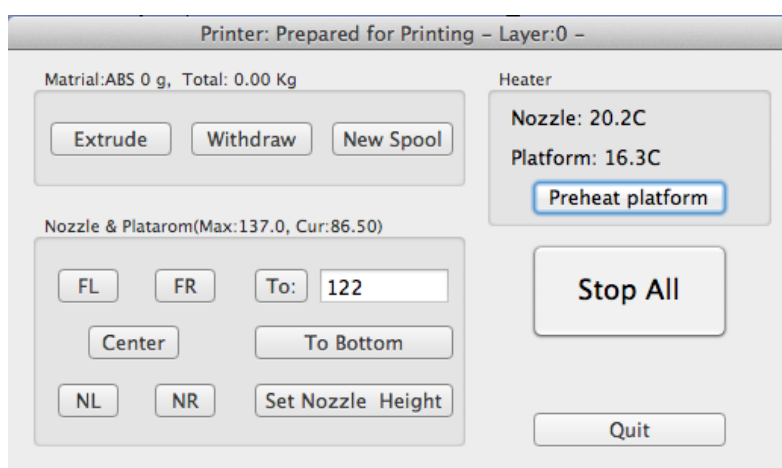 Printer: Prepared for Printing – Layer:0 –
Matrial:ABS 0 g, Total: 0.00 Kg
Extrude
Withdraw
New Spool
Heater
Nozzle: 20.2C
Platform: 16.3C
Preheat platform
Nozzle & Platarom(Max:137.0, Cur:86.50)
FL
FR
To:
122
Center
To Bottom
NL
NR
Set Nozzle Height
Stop All
Quit